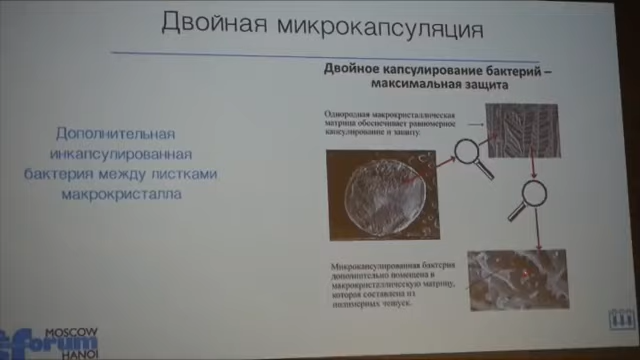 Двойная микрокапсуляция
Двойное капсулирование бактерий –
максимальная защита
Дополнительная
инкапсулированная
бактерия между листками
макрокристалла
Однородная макрокристаллическая
матрица обеспечивает равномерное
капсулирование и защиту.
Микрокапсулированная бактерия
дополнительно помещена в
макрокристаллическую матрицу,
которая составлена из
полимерных чешуек.
MOSCOW
forum
HANOI